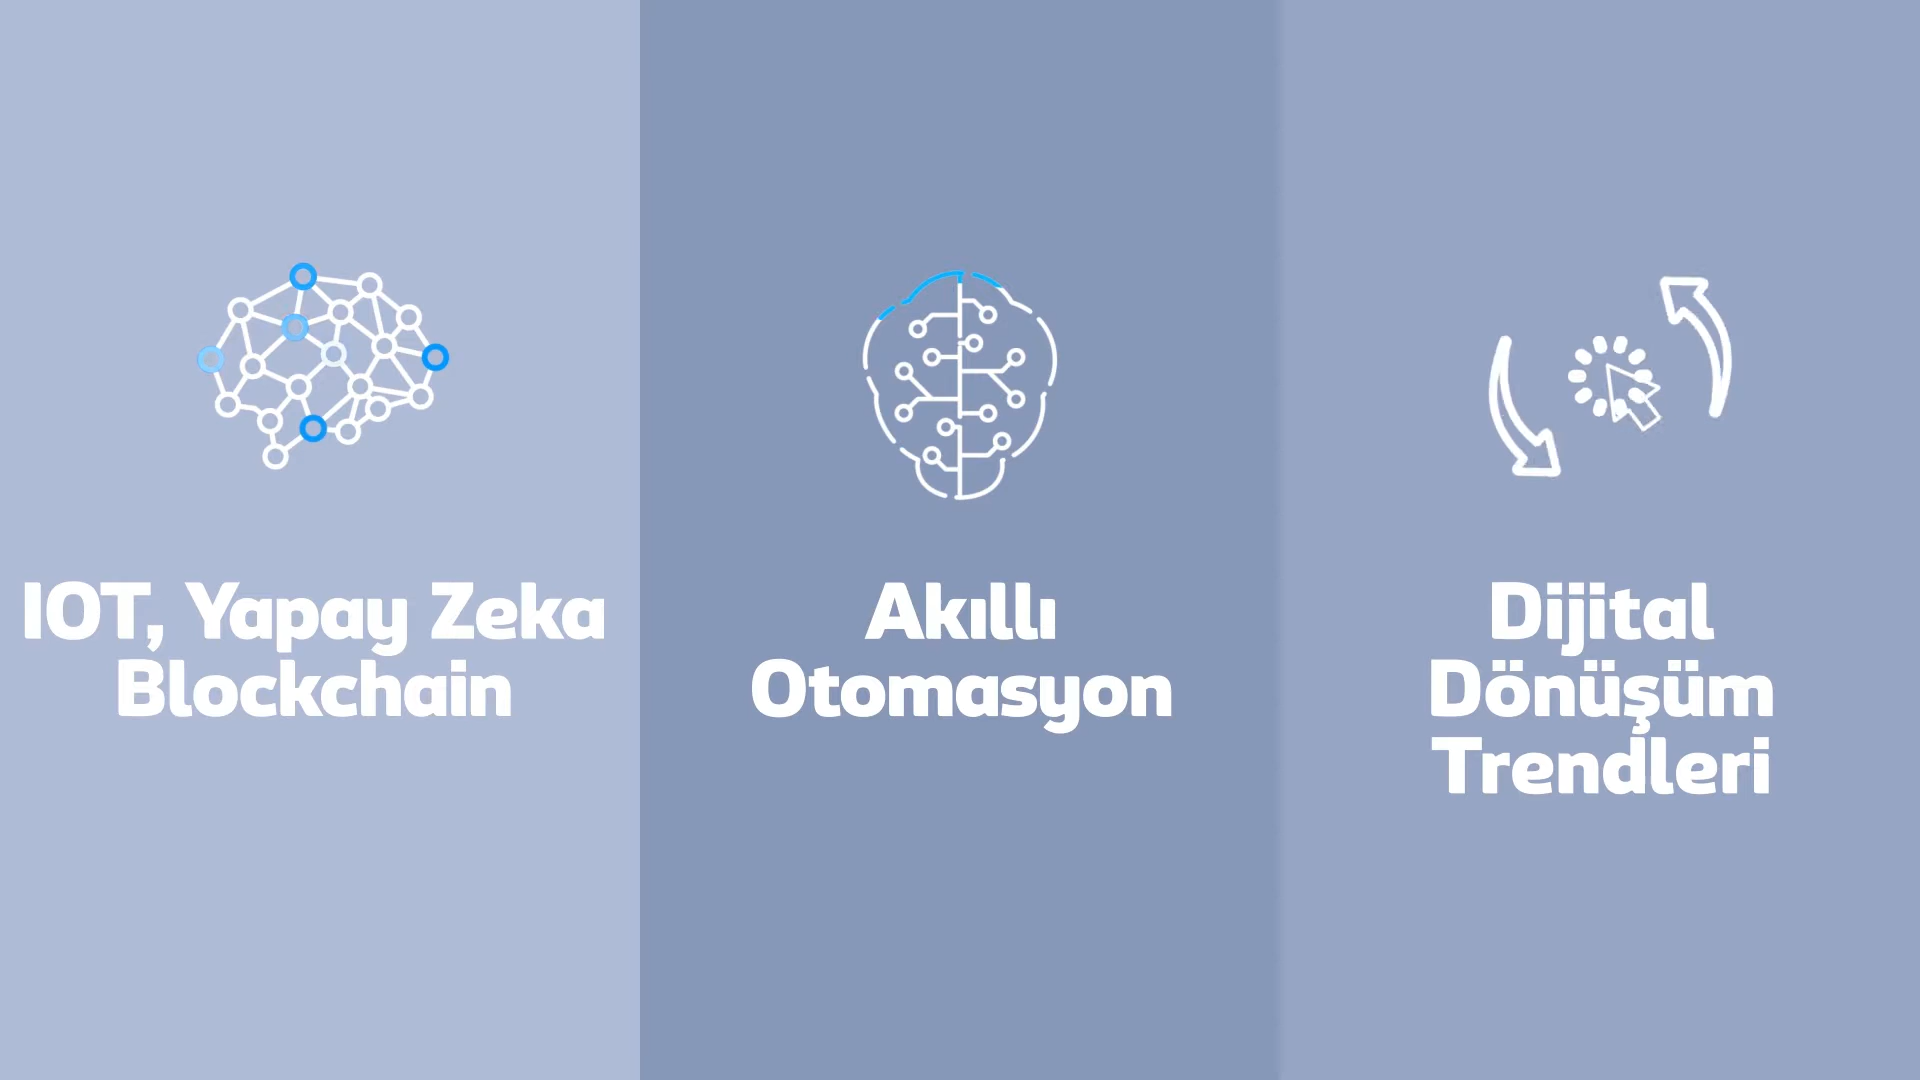 IOT, Yapay Zeka
Blockchain
Akıllı
Otomasyon
Dijital
Dönüşüm
Trendleri